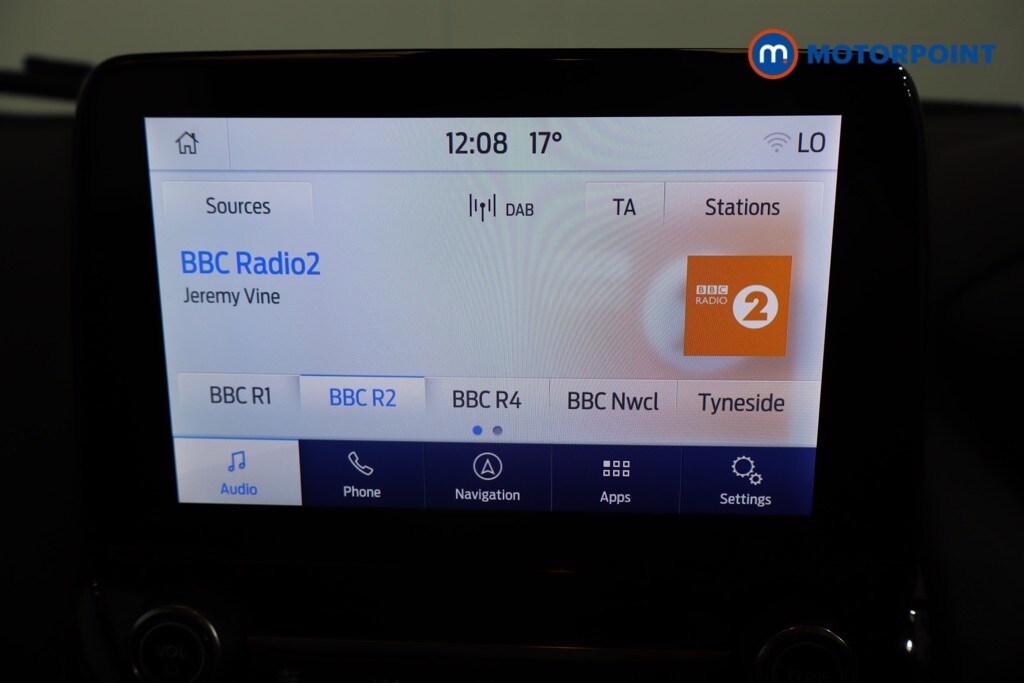 m MOTORPOINT
12:08 17° LO
Sources DAB TA Stations
BBC Radio2
Jeremy Vine
BBC
RADIO 2
BBC R1 BBC R2 BBC R4 BBC Nwcl Tyneside
Audio Phone Navigation Apps Settings
VOL